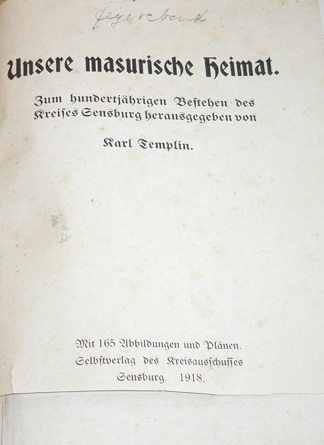 Unsere masurische Heimat.
Zum hundertjährigen Bestehen des
Kreises Sensburg herausgegeben von
Karl Templin.
Mit 165 Abbildungen und Plänen.
Selbstverlag des Kreisausschusses
Sensburg. 1918.